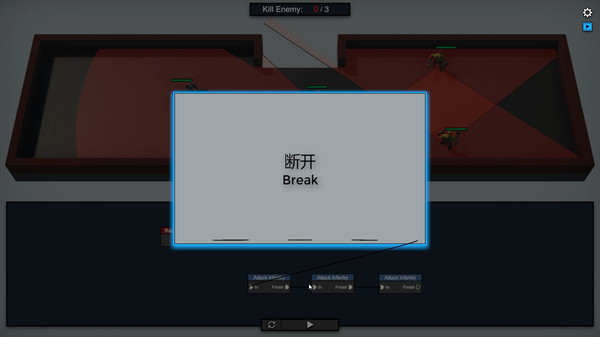 Kill Enemy: 0 / 3
断开
Break
Attack Infantry
Attack Infantry
Attack Infantry
In
Finish
In
Finish
In
Finish